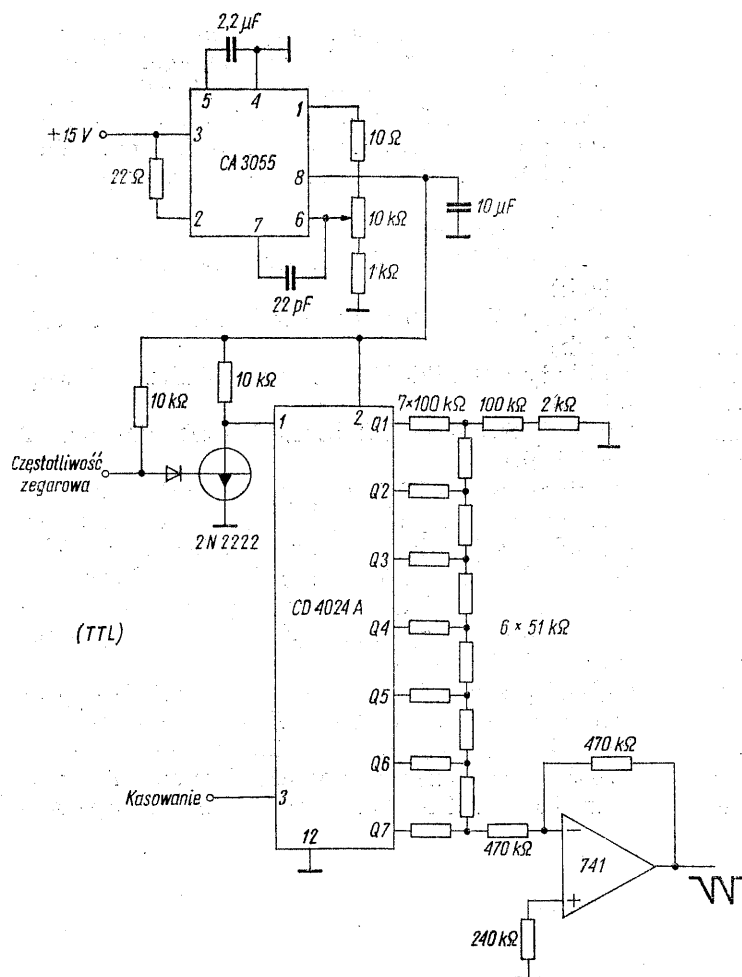 2,2 µF
5 4
+15 V 3 1
10 Ω
CA 3055
22 Ω
8
10 µF
2 7 6
10 kΩ
22 pF
1 kΩ
10 kΩ
10 kΩ
1 2 Q1
7×100 kΩ 100 kΩ 2 kΩ
Częstotliwość
zegarowa
2 N 2222
Q2
Q3
CD 4024 A
(TTL)
Q4
6 × 51 kΩ
Q5
Q6
470 kΩ
Kasowanie 3
Q7
12
470 kΩ
−
741
+
240 kΩ